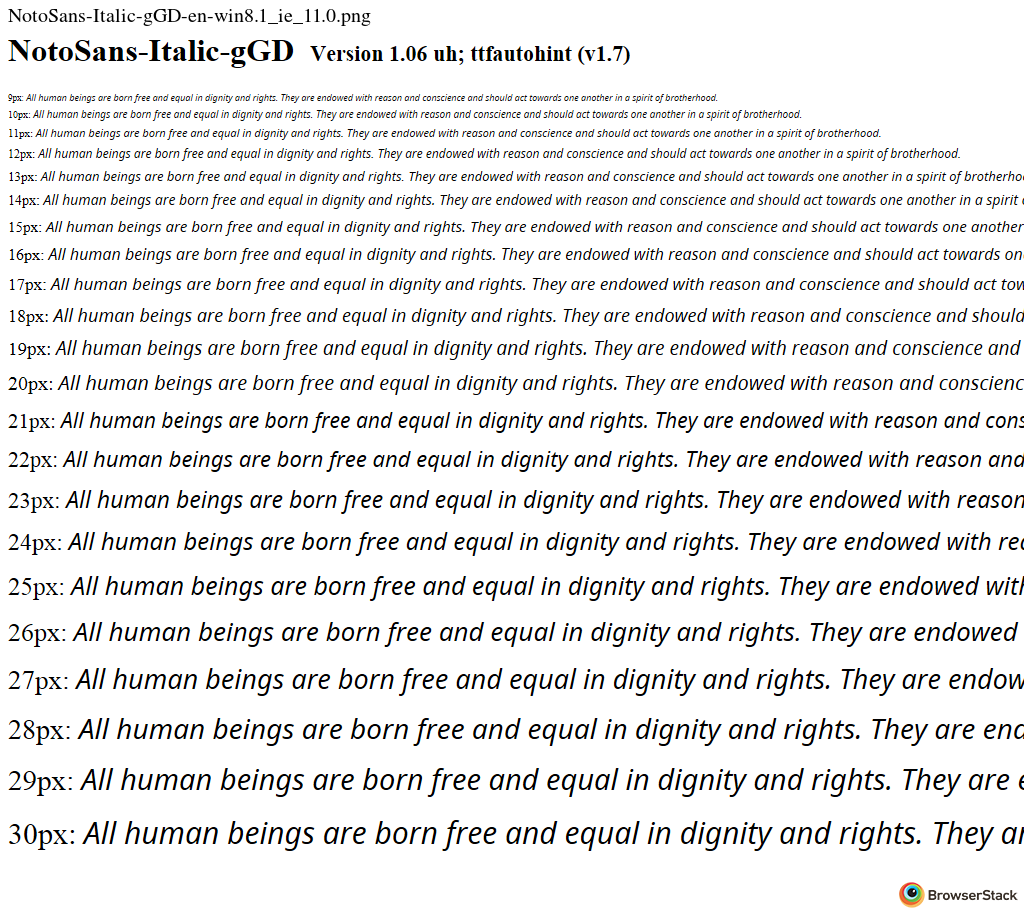 NotoSans-Italic-gGD-en-win8.1_ie_11.0.png
NotoSans-Italic-gGD Version 1.06 uh; ttfautohint (v1.7)
9px: All human beings are born free and equal in dignity and rights. They are endowed with reason and conscience and should act towards one another in a spirit of brotherhood.
10px: All human beings are born free and equal in dignity and rights. They are endowed with reason and conscience and should act towards one another in a spirit of brotherhood.
11px: All human beings are born free and equal in dignity and rights. They are endowed with reason and conscience and should act towards one another in a spirit of brotherhood.
12px: All human beings are born free and equal in dignity and rights. They are endowed with reason and conscience and should act towards one another in a spirit of brotherhood.
13px: All human beings are born free and equal in dignity and rights. They are endowed with reason and conscience and should act towards one another in a spirit of brotherho
14px: All human beings are born free and equal in dignity and rights. They are endowed with reason and conscience and should act towards one another in a spirit
15px: All human beings are born free and equal in dignity and rights. They are endowed with reason and conscience and should act towards one another
16px: All human beings are born free and equal in dignity and rights. They are endowed with reason and conscience and should act towards on
17px: All human beings are born free and equal in dignity and rights. They are endowed with reason and conscience and should act tow
18px: All human beings are born free and equal in dignity and rights. They are endowed with reason and conscience and should
19px: All human beings are born free and equal in dignity and rights. They are endowed with reason and conscience and
20px: All human beings are born free and equal in dignity and rights. They are endowed with reason and conscienc
21px: All human beings are born free and equal in dignity and rights. They are endowed with reason and cons
22px: All human beings are born free and equal in dignity and rights. They are endowed with reason and
23px: All human beings are born free and equal in dignity and rights. They are endowed with reason
24px: All human beings are born free and equal in dignity and rights. They are endowed with rea
25px: All human beings are born free and equal in dignity and rights. They are endowed with
26px: All human beings are born free and equal in dignity and rights. They are endowed
27px: All human beings are born free and equal in dignity and rights. They are endow
28px: All human beings are born free and equal in dignity and rights. They are end
29px: All human beings are born free and equal in dignity and rights. They are e
30px: All human beings are born free and equal in dignity and rights. They ar
BrowserStack